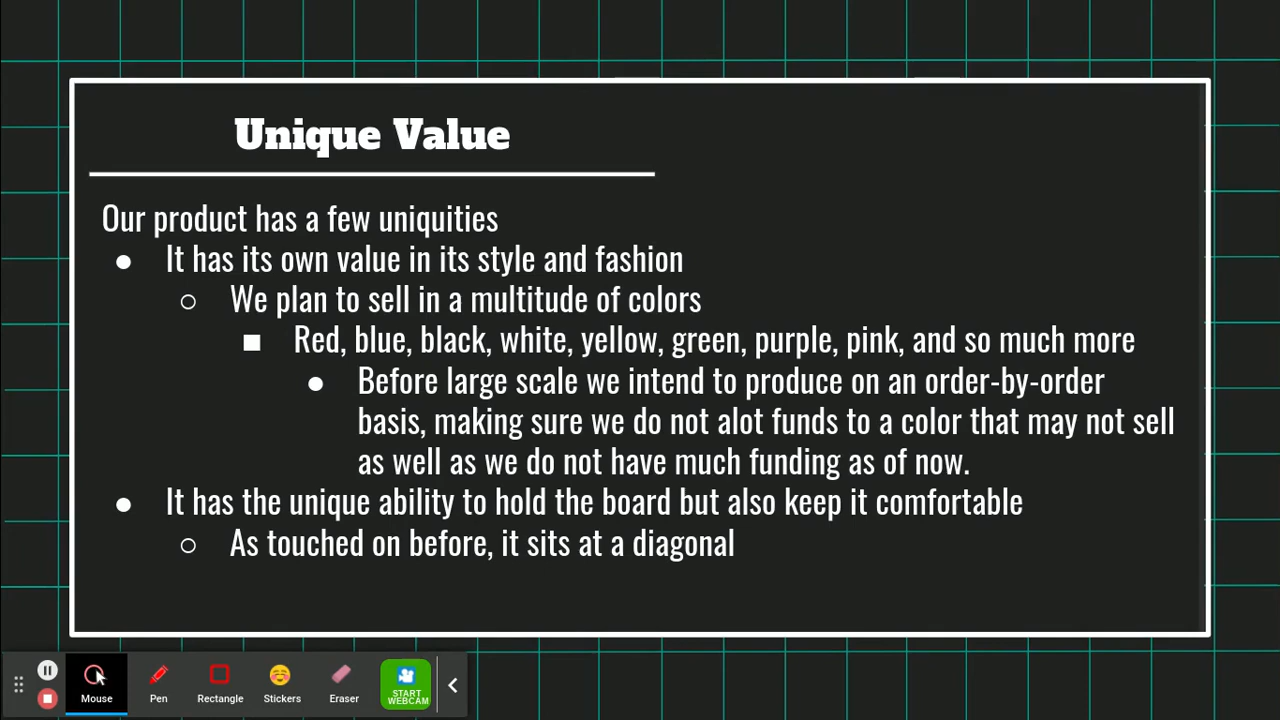 Unique Value
Our product has a few uniquities
● It has its own value in its style and fashion
○ We plan to sell in a multitude of colors
■ Red, blue, black, white, yellow, green, purple, pink, and so much more
● Before large scale we intend to produce on an order-by-order
basis, making sure we do not alot funds to a color that may not sell
as well as we do not have much funding as of now.
● It has the unique ability to hold the board but also keep it comfortable
○ As touched on before, it sits at a diagonal
Mouse Pen Rectangle Stickers Eraser START
WEBCAM